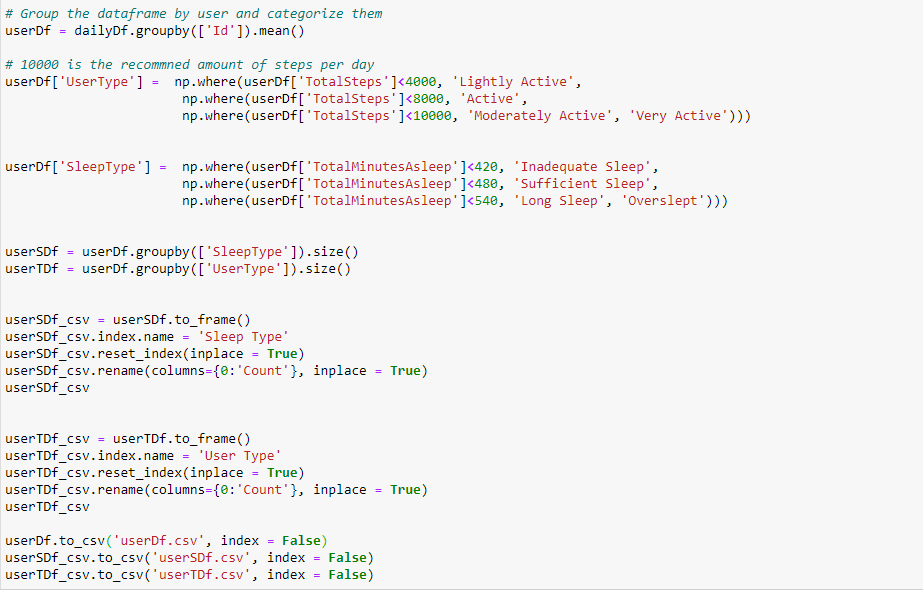 # Group the dataframe by user and categorize them
userDf = dailyDf.groupby(['Id']).mean()
# 10000 is the recommned amount of steps per day
userDf['UserType'] =  np.where(userDf['TotalSteps']<4000, 'Lightly Active',
np.where(userDf['TotalSteps']<8000, 'Active',
np.where(userDf['TotalSteps']<10000, 'Moderately Active', 'Very Active')))
userDf['SleepType'] =  np.where(userDf['TotalMinutesAsleep']<420, 'Inadequate Sleep',
np.where(userDf['TotalMinutesAsleep']<480, 'Sufficient Sleep',
np.where(userDf['TotalMinutesAsleep']<540, 'Long Sleep', 'Overslept')))
userSDf = userDf.groupby(['SleepType']).size()
userTDf = userDf.groupby(['UserType']).size()
userSDf_csv = userSDf.to_frame()
userSDf_csv.index.name = 'Sleep Type'
userSDf_csv.reset_index(inplace = True)
userSDf_csv.rename(columns={0:'Count'}, inplace = True)
userSDf_csv
userTDf_csv = userTDf.to_frame()
userTDf_csv.index.name = 'User Type'
userTDf_csv.reset_index(inplace = True)
userTDf_csv.rename(columns={0:'Count'}, inplace = True)
userTDf_csv
userDf.to_csv('userDf.csv', index = False)
userSDf_csv.to_csv('userSDf.csv', index = False)
userTDf_csv.to_csv('userTDf.csv', index = False)